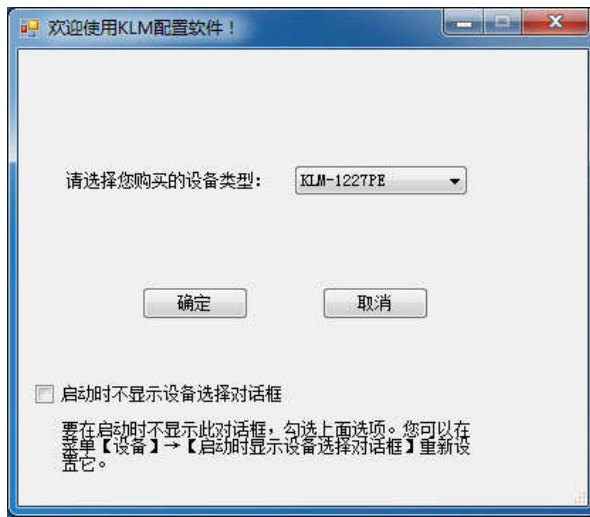 欢迎使用KLM配置软件！
请选择您购买的设备类型：
KLM-1227PE
确定
取消
启动时不显示设备选择对话框
要在启动时不显示此对话框，勾选上面选项。您可以在
菜单【设备】→【启动时显示设备选择对话框】重新设
置它。